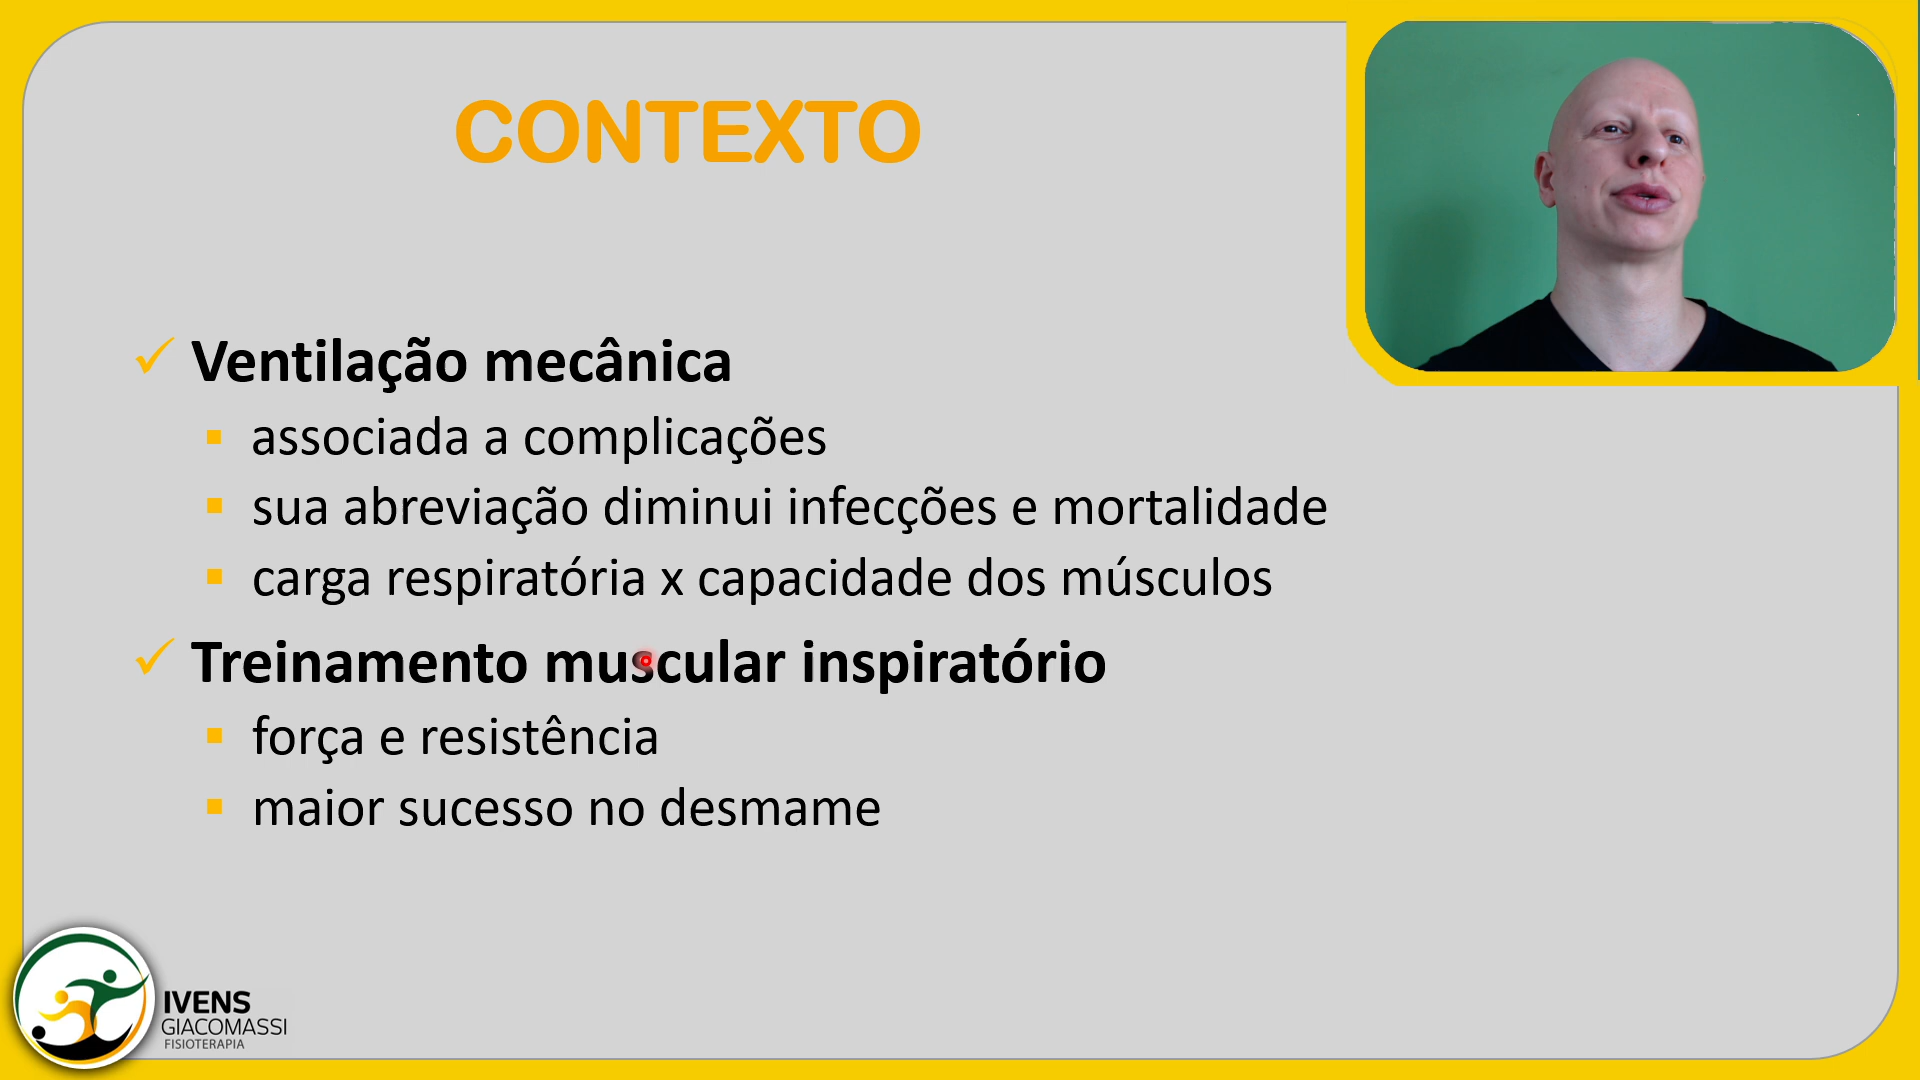 CONTEXTO
Ventilação mecânica
associada a complicações
sua abreviação diminui infecções e mortalidade
carga respiratória x capacidade dos músculos
Treinamento muscular inspiratório
força e resistência
maior sucesso no desmame
IVENS
GIACOMASSI
FISIOTERAPIA